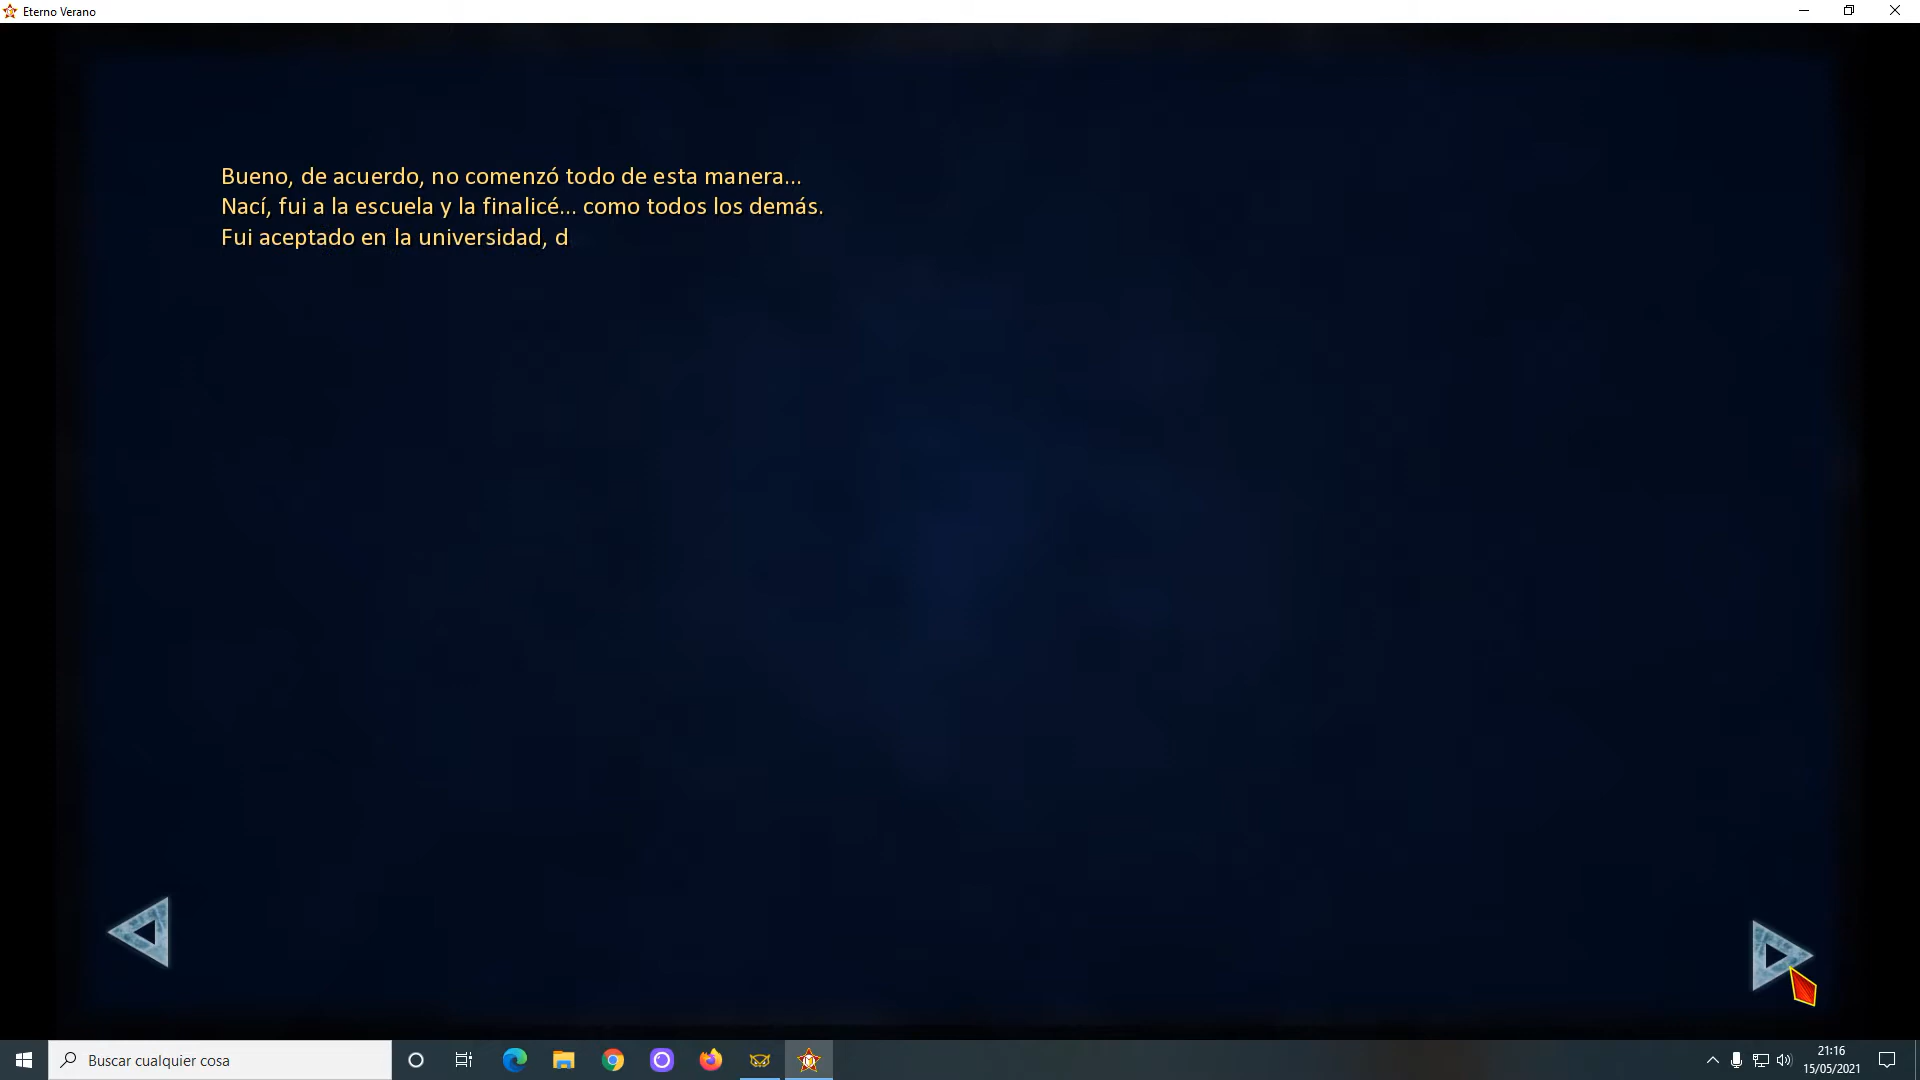 Eterno Verano
Bueno, de acuerdo, no comenzó todo de esta manera...
Nací, fui a la escuela y la finalicé... como todos los demás.
Fui aceptado en la universidad, d
Buscar cualquier cosa
21:16
15/05/2021